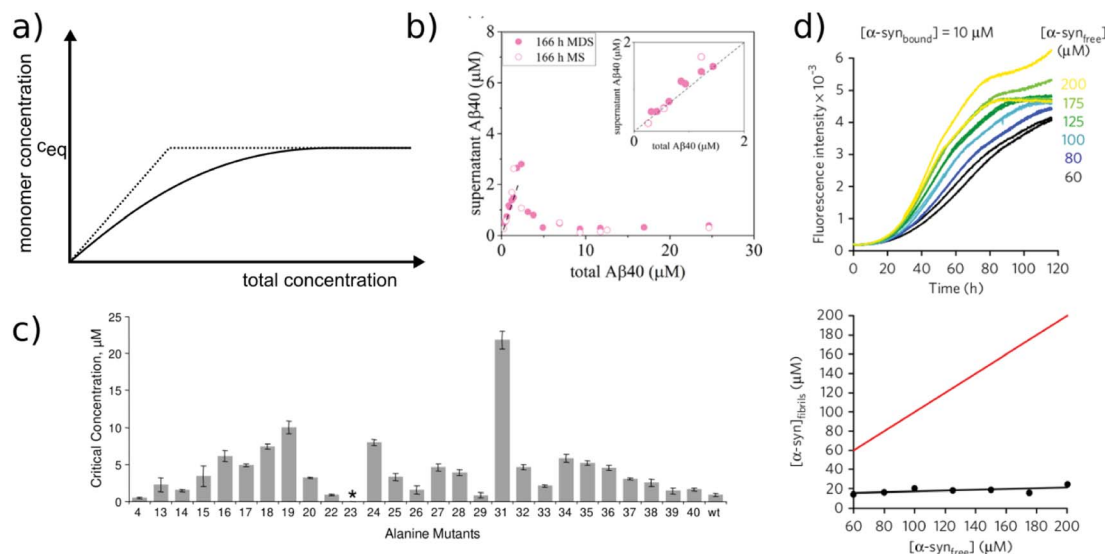 a)
monomer concentration
c_eq
total concentration
b)
supernatant Aβ40 (μM)
8
6
4
2
0
166 h MDS
166 h MS
supernatant Aβ40 (μM)
2
0
2
total Aβ40 (μM)
0
10
20
30
total Aβ40 (μM)
c)
Critical Concentration, μM
25
20
15
10
5
0
*
4 13 14 15 16 17 18 19 20 22 23 24 25 26 27 28 29 31 32 33 34 35 36 37 38 39 40 wt
Alanine Mutants
d)
[α-syn_bound] = 10 μM
[α-syn_free]
(μM)
200
175
125
100
80
60
Fluorescence intensity × 10⁻³
6
5
4
3
2
1
0
0 20 40 60 80 100 120
Time (h)
[α-syn]_fibrils (μM)
200
180
160
140
120
100
80
60
40
20
0
60 80 100 120 140 160 180 200
[α-syn_free] (μM)